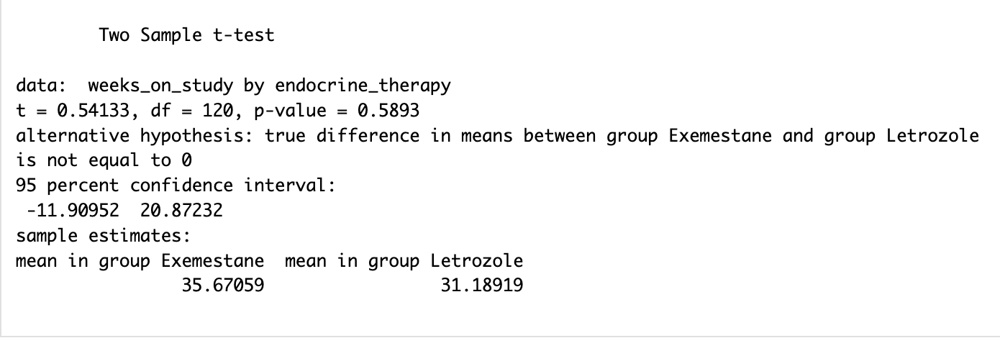 Two Sample t-test
data:  weeks_on_study by endocrine_therapy
t = 0.54133, df = 120, p-value = 0.5893
alternative hypothesis: true difference in means between group Exemestane and group Letrozole
is not equal to 0
95 percent confidence interval:
 -11.90952  20.87232
sample estimates:
mean in group Exemestane  mean in group Letrozole
                35.67059                 31.18919